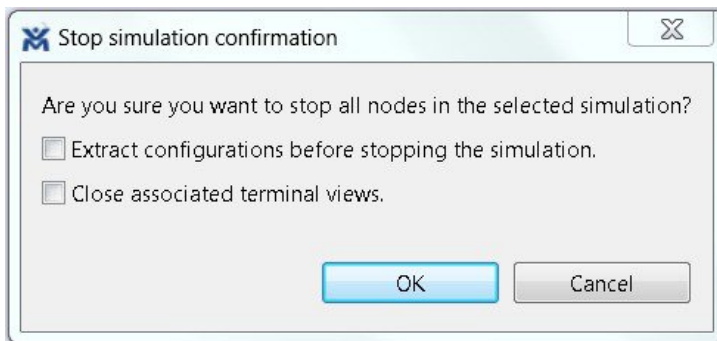 Stop simulation confirmation
Are you sure you want to stop all nodes in the selected simulation?
Extract configurations before stopping the simulation.
Close associated terminal views.
OK
Cancel